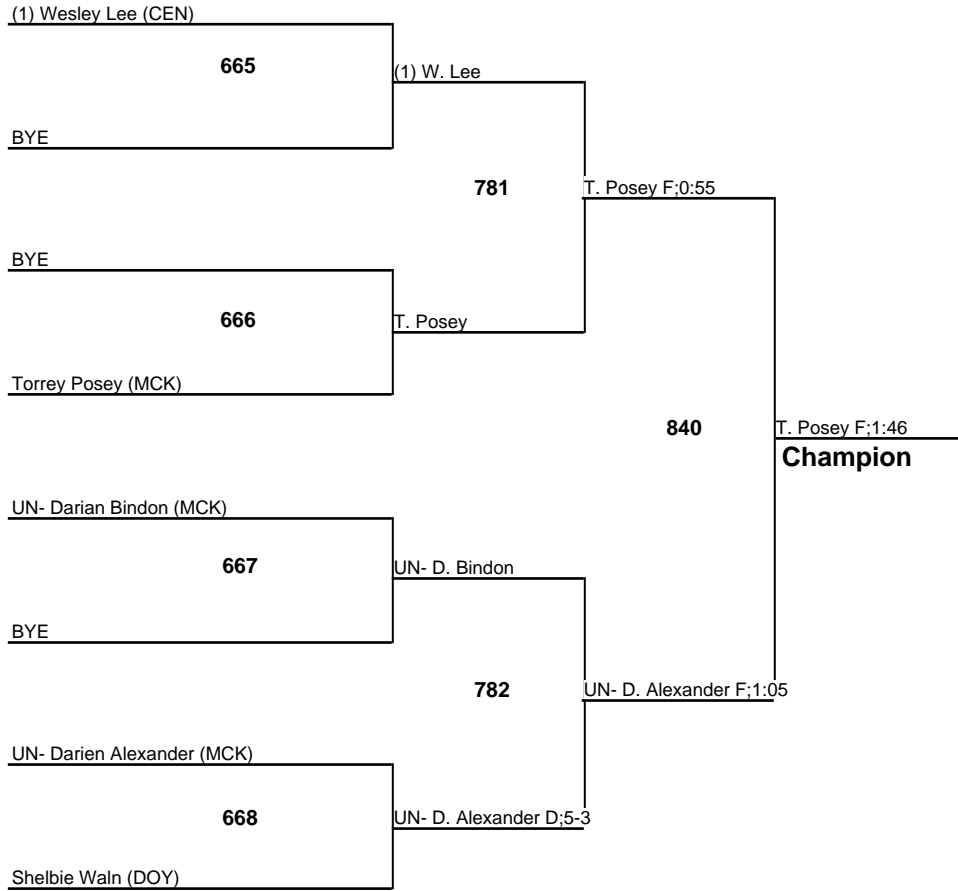 (1) Wesley Lee (CEN)
665
(1) W. Lee
BYE
781
T. Posey F;0:55
BYE
666
T. Posey
Torrey Posey (MCK)
840
T. Posey F;1:46
Champion
UN- Darian Bindon (MCK)
667
UN- D. Bindon
BYE
782
UN- D. Alexander F;1:05
UN- Darien Alexander (MCK)
668
UN- D. Alexander D;5-3
Shelbie Waln (DOY)